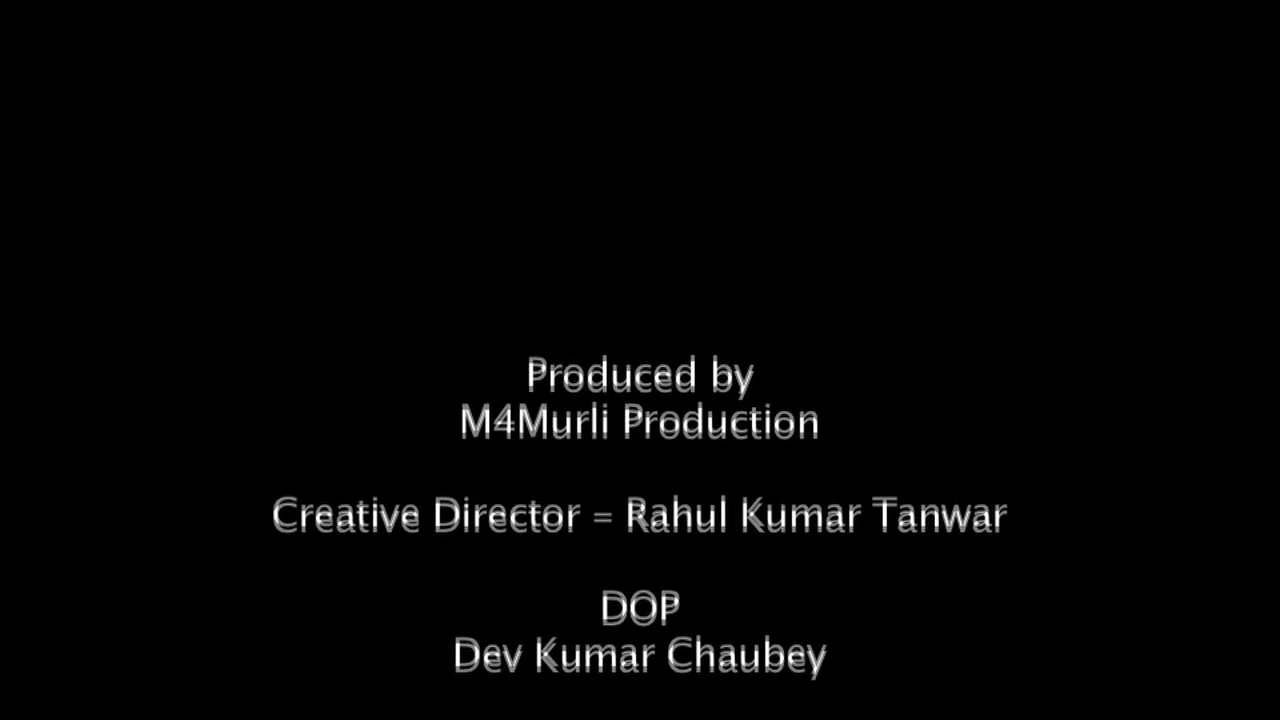 Produced by
M4Murli Production
Creative Director = Rahul Kumar Tanwar
DOP
Dev Kumar Chaubey